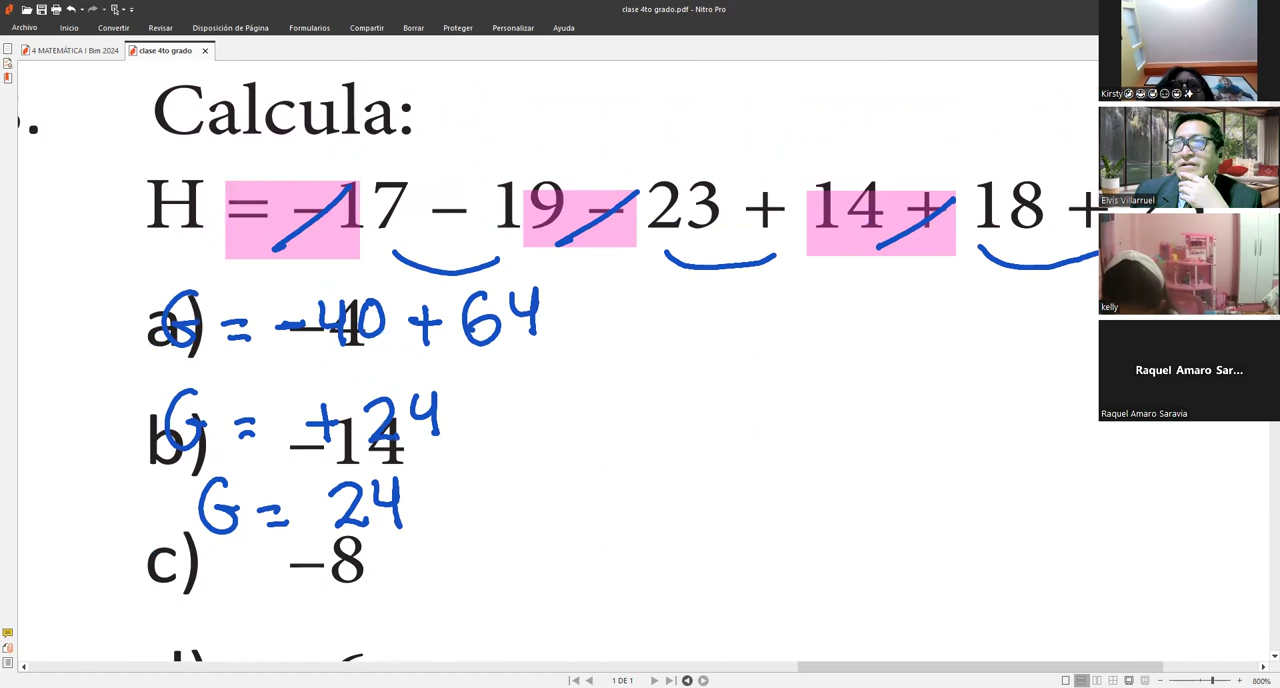 clase 4to grado.pdf - Nitro Pro
Archivo Inicio Convertir Revisar Disposición de Página Formularios Compartir Borrar Proteger Personalizar Ayuda
4 MATEMÁTICA I Bim 2024 clase 4to grado
Calcula:
H = –17 – 19 – 23 + 14 + 18 +
a) –4
G = -40 + 64
b) –14
G = + 24
G = 24
c) –8
Kirsty
Elvis Villarruel
kelly
Raquel Amaro Sar...
Raquel Amaro Saravia
1 DE 1
800%